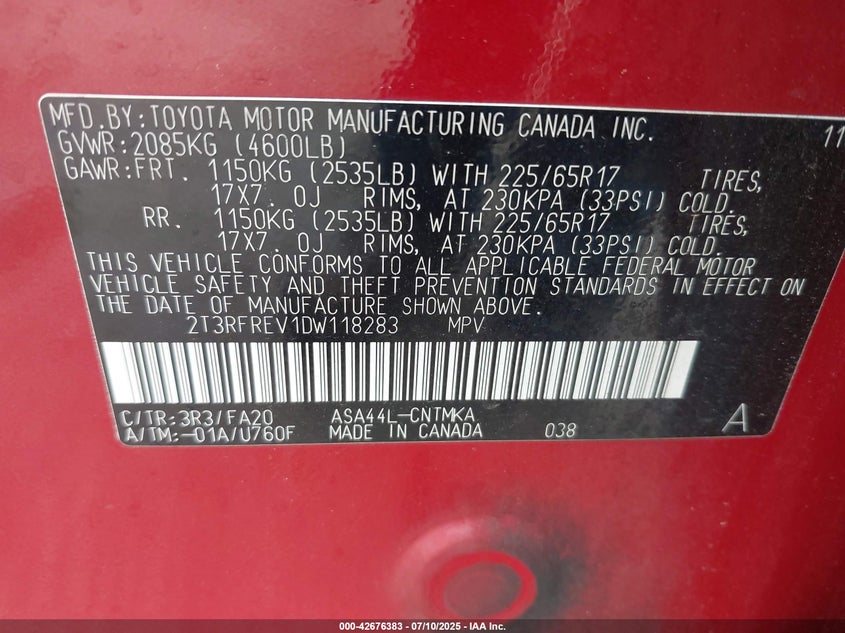 MFD.BY:TOYOTA MOTOR MANUFACTURING CANADA INC. 11
GVWR:2085KG (4600LB)
GAWR:FRT. 1150KG (2535LB) WITH 225/65R17 TIRES,
17X7.0J RIMS, AT 230KPA (33PSI) COLD.
RR. 1150KG (2535LB) WITH 225/65R17 TIRES,
17X7.0J RIMS, AT 230KPA (33PSI) COLD.
THIS VEHICLE CONFORMS TO ALL APPLICABLE FEDERAL MOTOR
VEHICLE SAFETY AND THEFT PREVENTION STANDARDS IN EFFECT ON
THE DATE OF MANUFACTURE SHOWN ABOVE.
2T3RFREV1DW118283 MPV
C/TR:3R3/FA20 ASA44L-CNTMKA
A/TM:-01A/U760F MADE IN CANADA 038 A
000-42676383 / 07/10/2025 - IAA Inc.